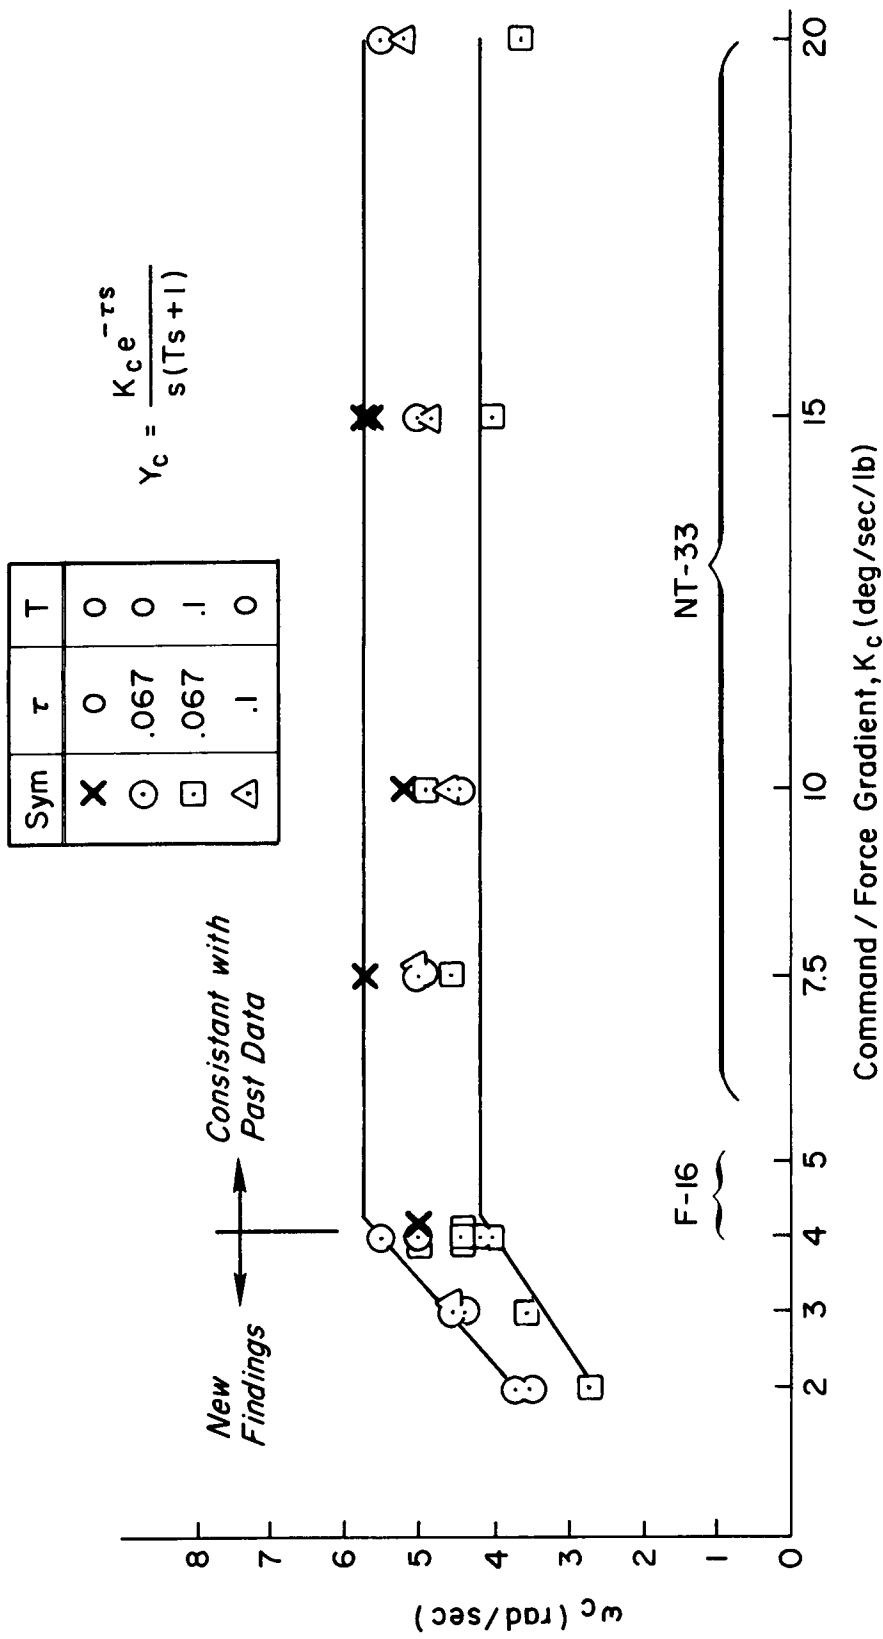 Sym τ T
X 0 0
⊙ .067 0
⊡ .067 .1
△ .1 0
Y_c = K_c e^{-τs} / s(Ts + 1)
New
Findings
Consistant with
Past Data
8
7
6
5
4
3
2
1
0
ω_c (rad/sec)
F-16
NT-33
2
3
4
5
7.5
10
15
20
Command / Force Gradient, K_c (deg/sec/lb)